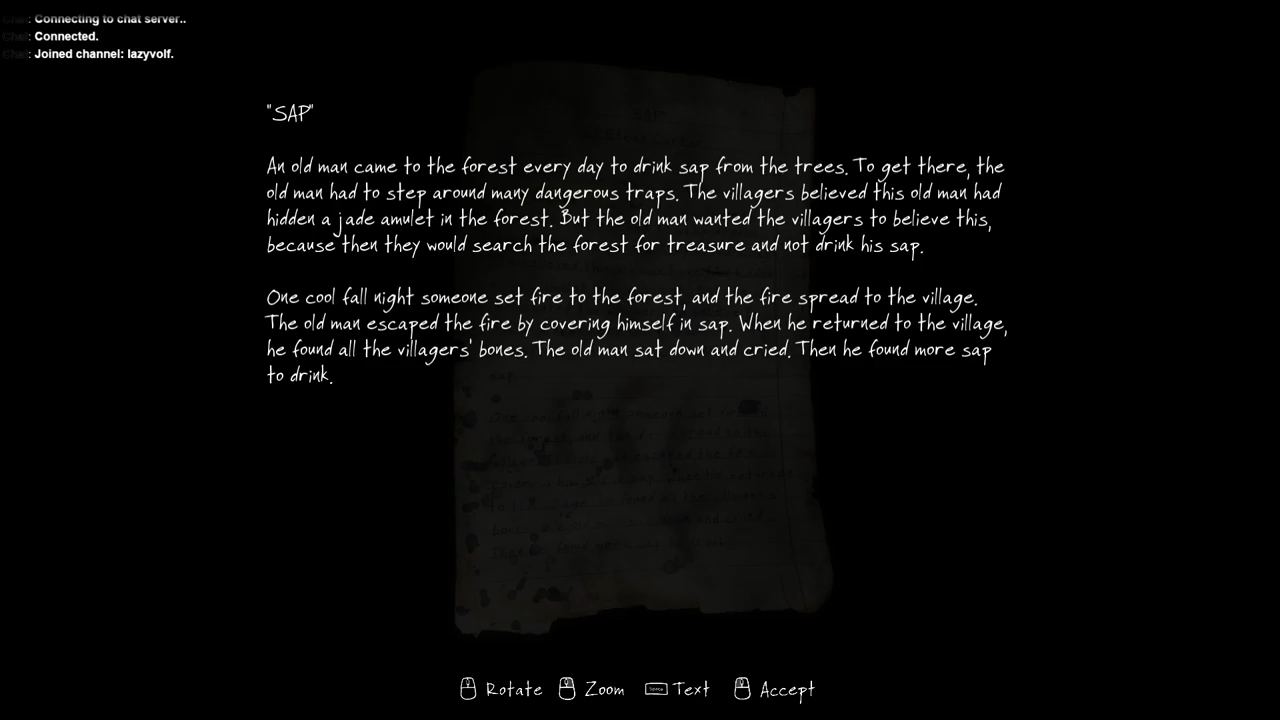 Chat: Connecting to chat server..
Chat: Connected.
Chat: Joined channel: lazyvolf.
"SAP"
An old man came to the forest every day to drink sap from the trees. To get there, the
old man had to step around many dangerous traps. The villagers believed this old man had
hidden a jade amulet in the forest. But the old man wanted the villagers to believe this,
because then they would search the forest for treasure and not drink his sap.
One cool fall night someone set fire to the forest, and the fire spread to the village.
The old man escaped the fire by covering himself in sap. When he returned to the village,
he found all the villagers' bones. The old man sat down and cried. Then he found more sap
to drink.
Rotate Zoom Text Accept